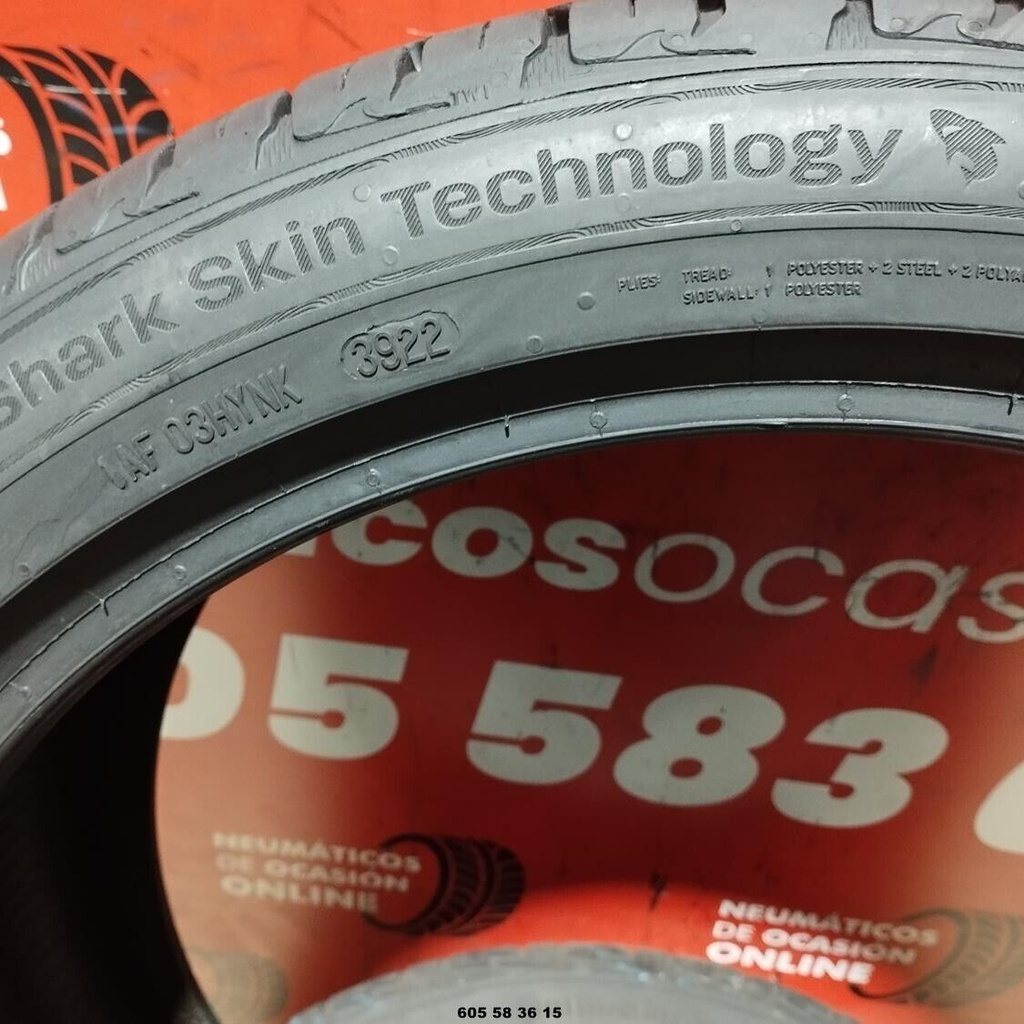 Shark Skin Technology
TWI
PLIES: TREAD: 1 POLYESTER + 2 STEEL + 2
SIDEWALL: 1 POLYESTER
1AF 03HYNK 3922
05 583
NEUMÁTICOS
DE OCASIÓN
ONLINE
NEUMÁTICOS
DE OCASIÓN
ONLINE
605 58 36 15